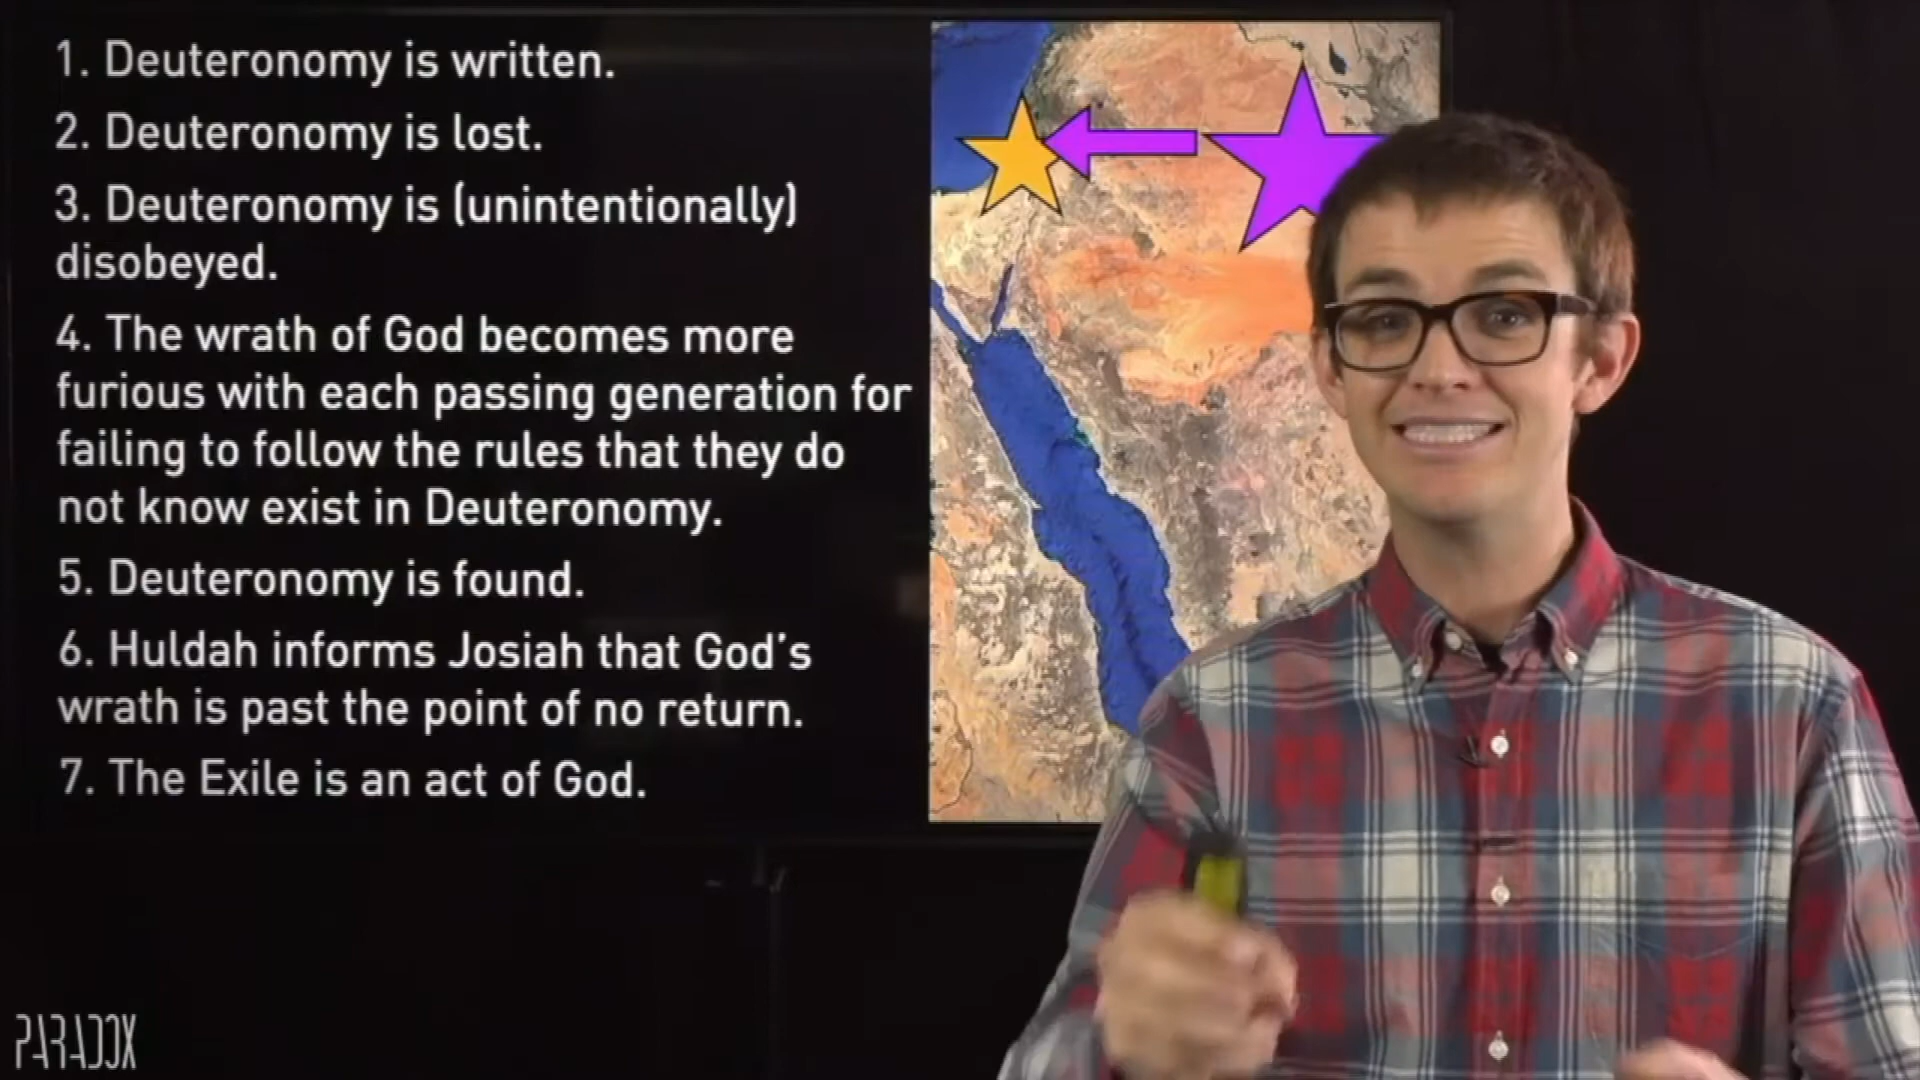 1. Deuteronomy is written.
2. Deuteronomy is lost.
3. Deuteronomy is (unintentionally)
disobeyed.
4. The wrath of God becomes more
furious with each passing generation for
failing to follow the rules that they do
not know exist in Deuteronomy.
5. Deuteronomy is found.
6. Huldah informs Josiah that God's
wrath is past the point of no return.
7. The Exile is an act of God.
PARADOX